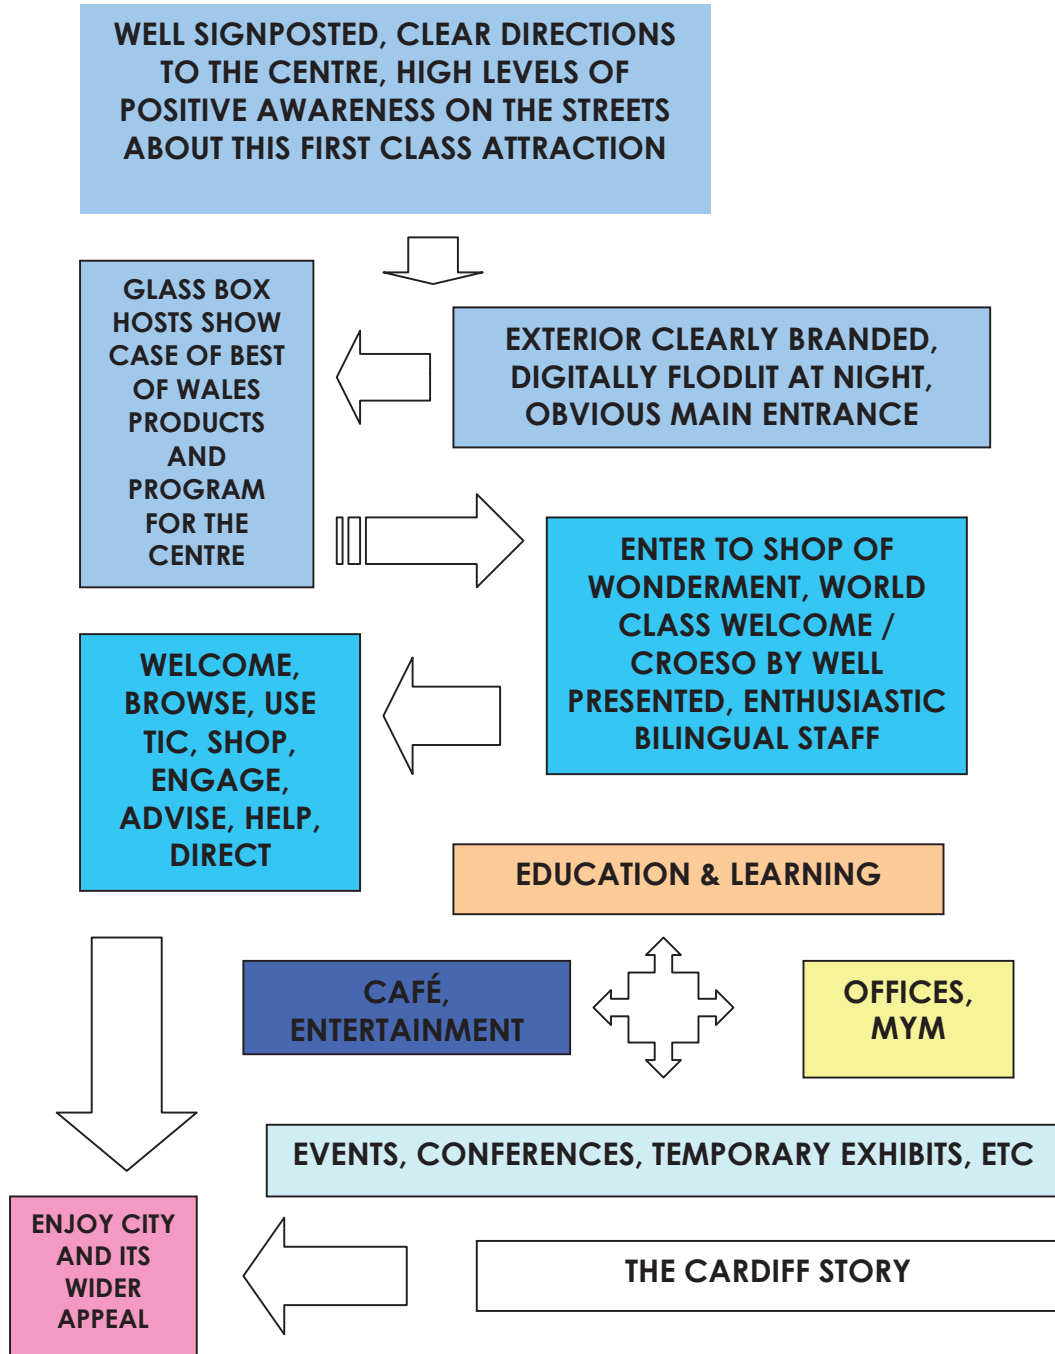 WELL SIGNPOSTED, CLEAR DIRECTIONS
TO THE CENTRE, HIGH LEVELS OF
POSITIVE AWARENESS ON THE STREETS
ABOUT THIS FIRST CLASS ATTRACTION
GLASS BOX
HOSTS SHOW
CASE OF BEST
OF WALES
PRODUCTS
AND
PROGRAM
FOR THE
CENTRE
EXTERIOR CLEARLY BRANDED,
DIGITALLY FLODLIT AT NIGHT,
OBVIOUS MAIN ENTRANCE
ENTER TO SHOP OF
WONDERMENT, WORLD
CLASS WELCOME /
CROESO BY WELL
PRESENTED, ENTHUSIASTIC
BILINGUAL STAFF
WELCOME,
BROWSE, USE
TIC, SHOP,
ENGAGE,
ADVISE, HELP,
DIRECT
EDUCATION & LEARNING
CAFÉ,
ENTERTAINMENT
OFFICES,
MYM
EVENTS, CONFERENCES, TEMPORARY EXHIBITS, ETC
ENJOY CITY
AND ITS
WIDER
APPEAL
THE CARDIFF STORY